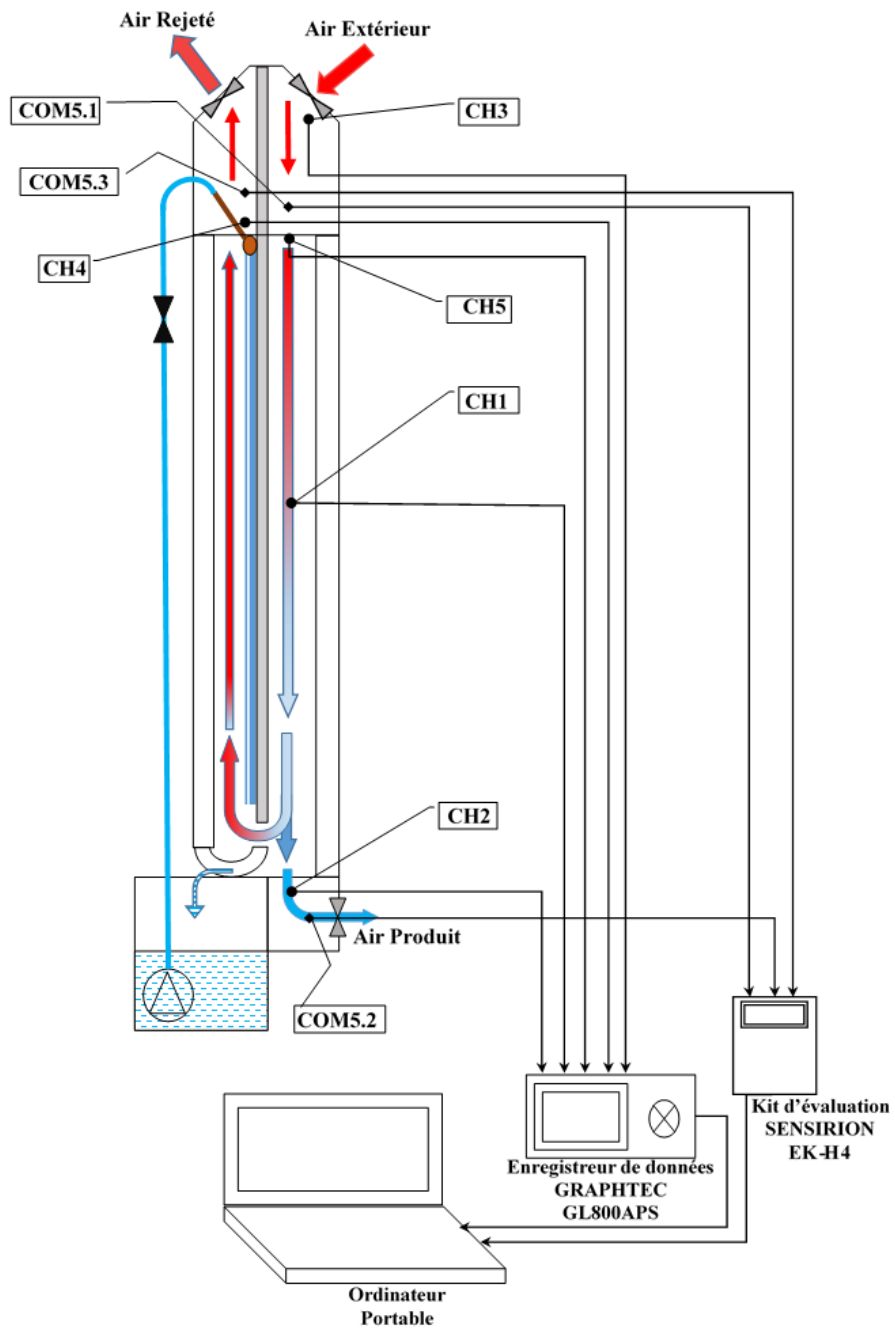 Air Rejeté
Air Extérieur
COM5.1
CH3
COM5.3
CH4
CH5
CH1
CH2
Air Produit
COM5.2
Kit d'évaluation
SENSIRION
EK-H4
Enregistreur de données
GRAPHTEC
GL800APS
Ordinateur
Portable